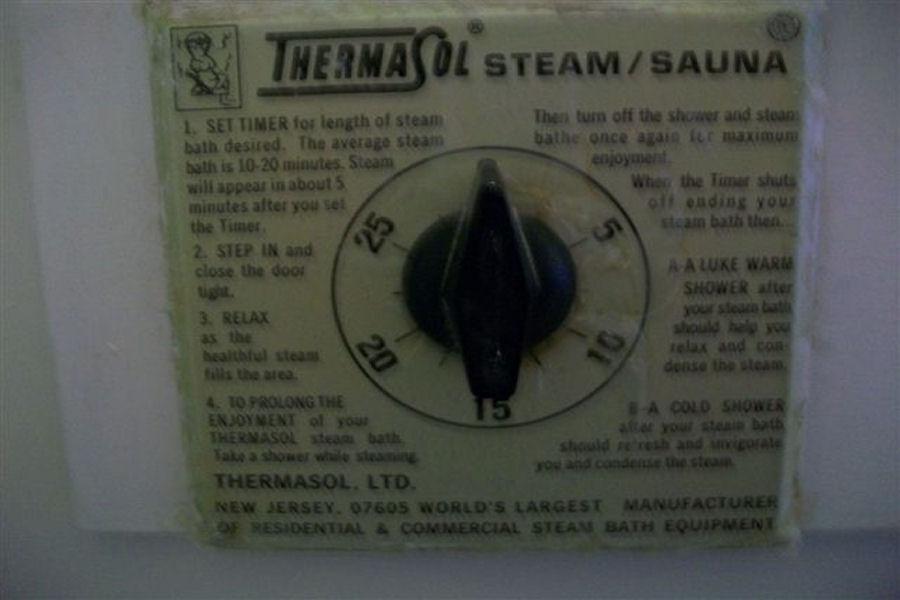 THERMASOL® STEAM/SAUNA
1. SET TIMER for length of steam
bath desired. The average steam
bath is 10-20 minutes. Steam
will appear in about 5
minutes after you set
the Timer.
2. STEP IN and
close the door
tight.
3. RELAX
as the
healthful steam
fills the area.
4. TO PROLONG THE
ENJOYMENT of your
THERMASOL steam bath.
Take a shower while steaming.
Then turn off the shower and steam
bathe once again for maximum
enjoyment.
When the Timer shuts
off ending your
steam bath then...
A-A LUKE WARM
SHOWER after
your steam bath
should help you
relax and con-
dense the steam.
B-A COLD SHOWER
after your steam bath
should refresh and invigorate
you and condense the steam.
5
10
15
20
25
THERMASOL, LTD.
NEW JERSEY, 07605 WORLD'S LARGEST MANUFACTURER
OF RESIDENTIAL & COMMERCIAL STEAM BATH EQUIPMENT